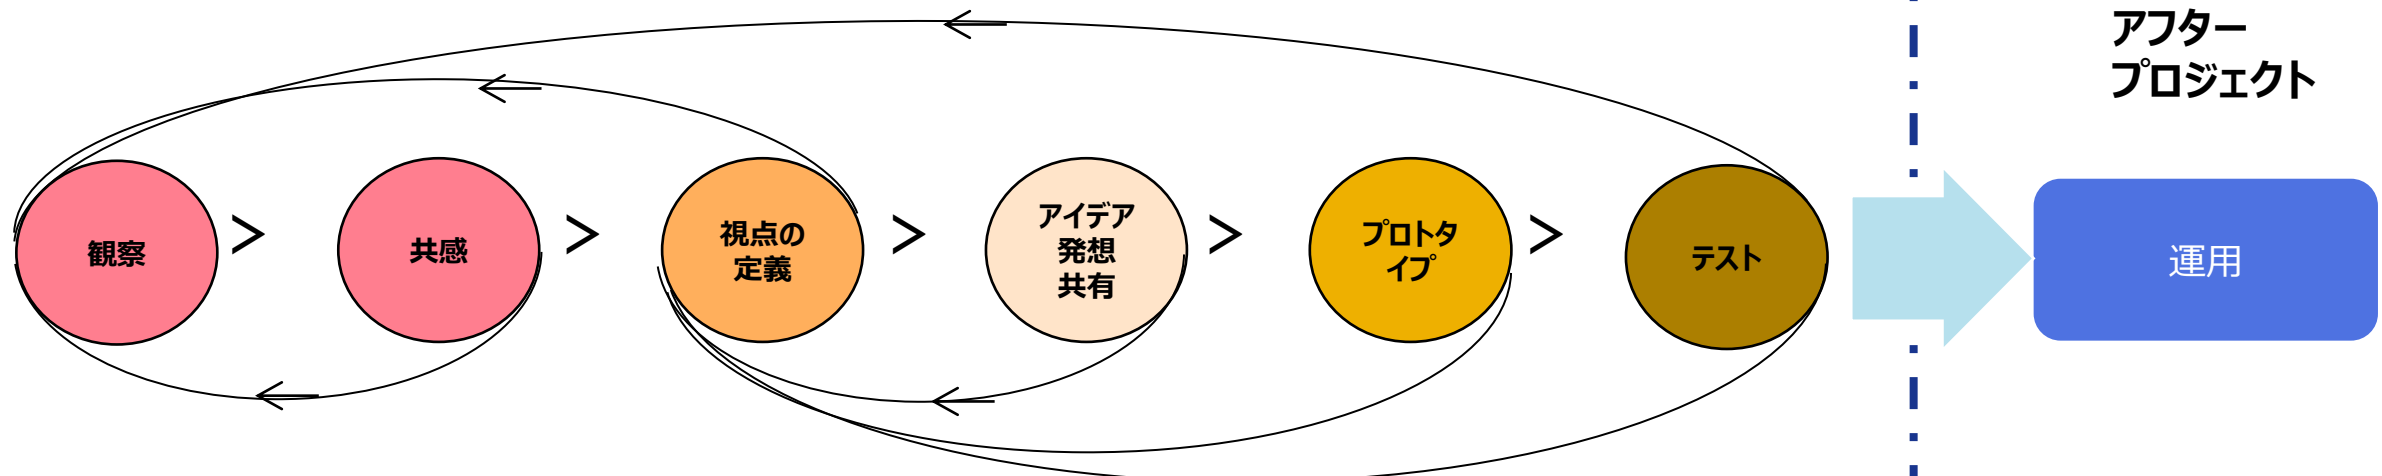 アフター
プロジェクト
観察
>
共感
>
視点の
定義
>
アイデア
発想
共有
>
プロトタ
イプ
>
テスト
運用